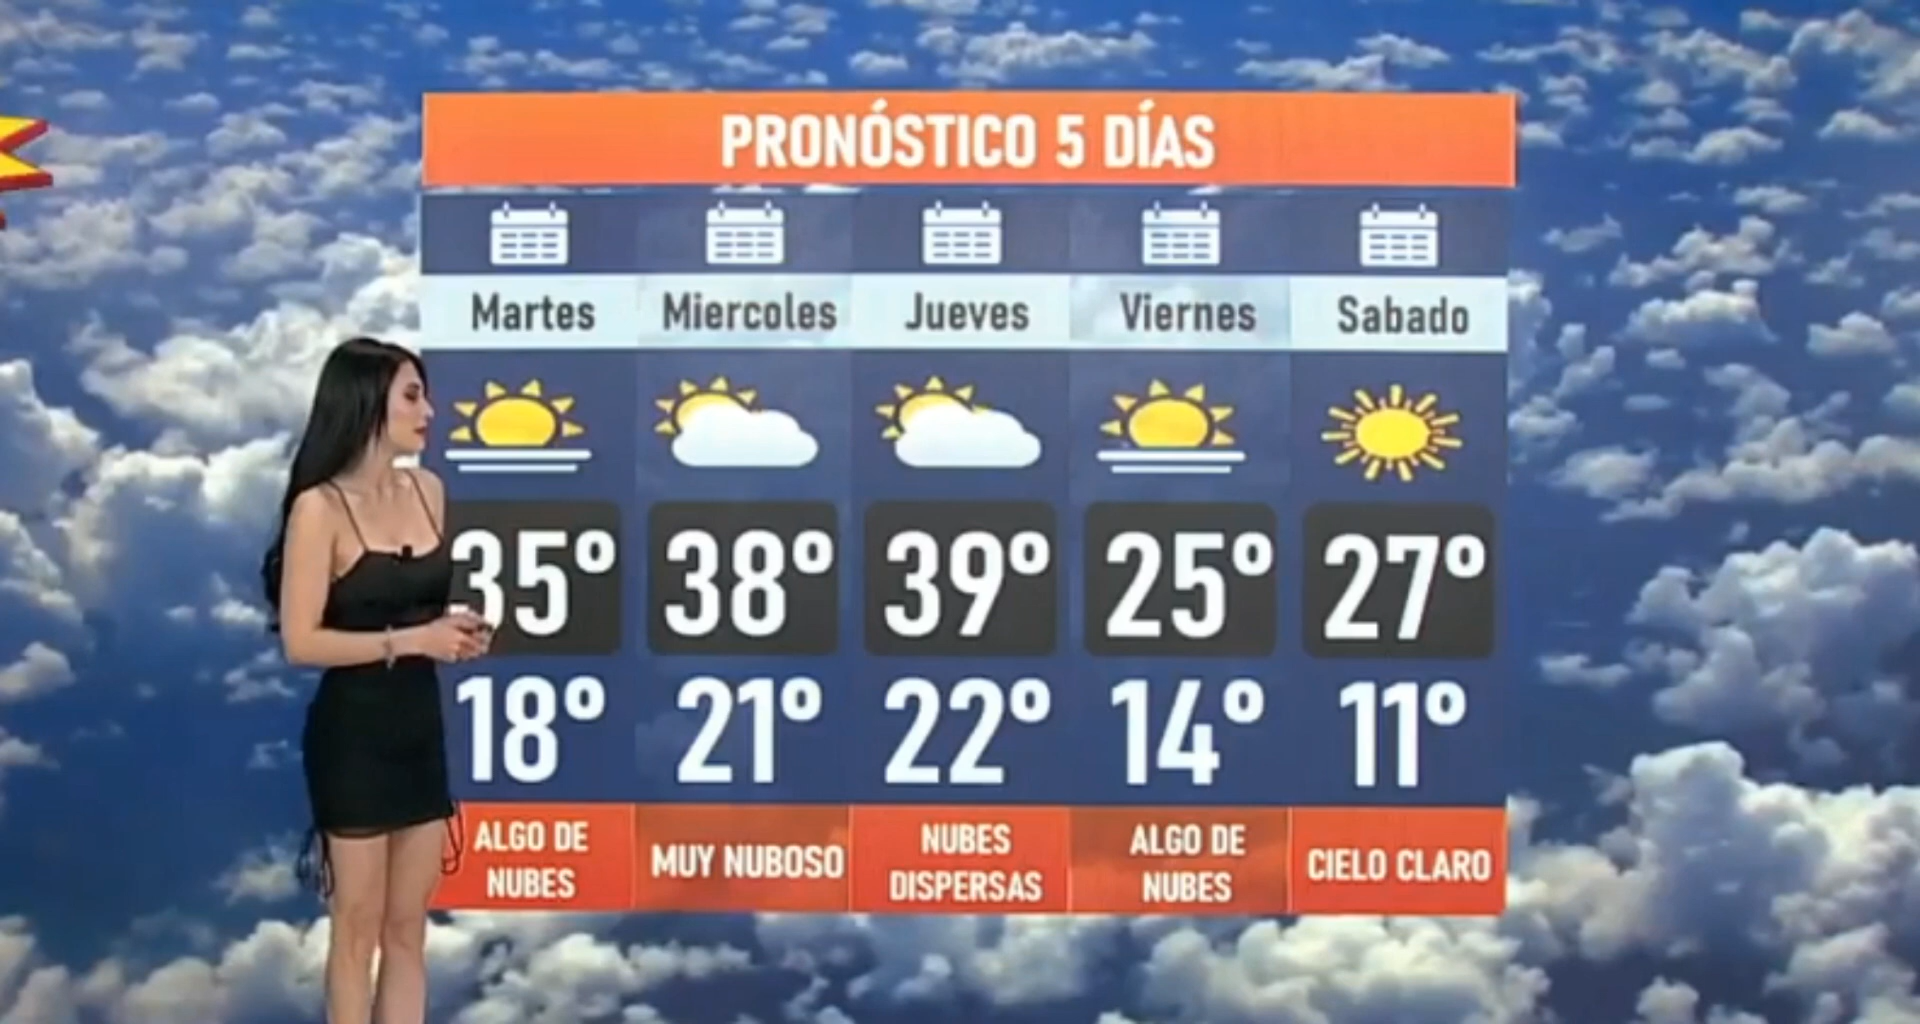 PRONÓSTICO 5 DÍAS
Martes Miercoles Jueves Viernes Sabado
35° 38° 39° 25° 27°
18° 21° 22° 14° 11°
ALGO DE
NUBES
MUY NUBOSO
NUBES
DISPERSAS
ALGO DE
NUBES
CIELO CLARO